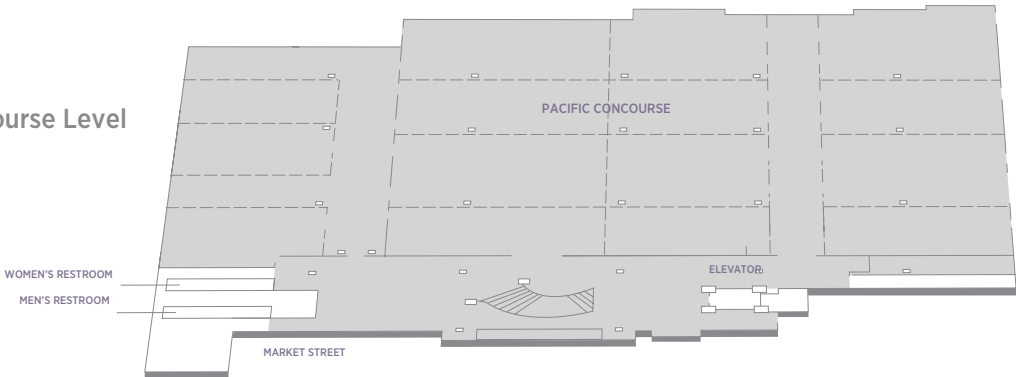 ourse Level
PACIFIC CONCOURSE
ELEVATOR
WOMEN'S RESTROOM
MEN'S RESTROOM
MARKET STREET